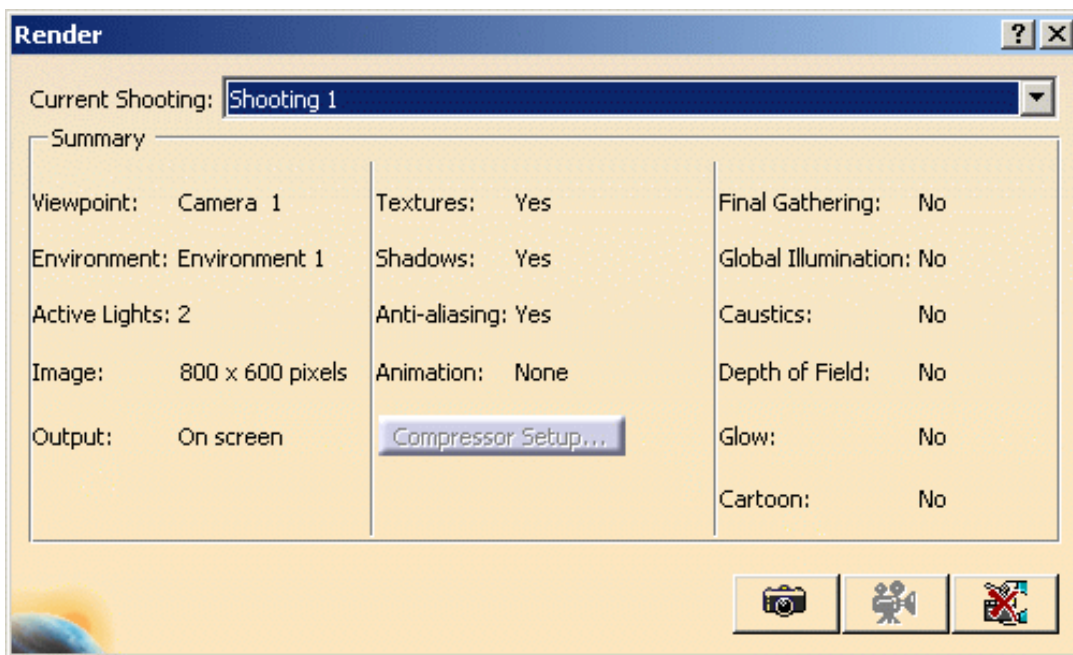 Render
Current Shooting: Shooting 1
Summary
Viewpoint: Camera 1
Environment: Environment 1
Active Lights: 2
Image: 800 x 600 pixels
Output: On screen
Textures: Yes
Shadows: Yes
Anti-aliasing: Yes
Animation: None
Compressor Setup...
Final Gathering: No
Global Illumination: No
Caustics: No
Depth of Field: No
Glow: No
Cartoon: No